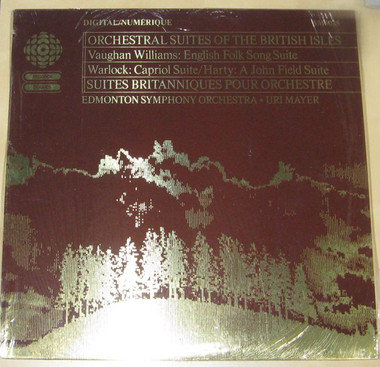 DIGITAL/NUMÉRIQUE
ORCHESTRAL SUITES OF THE BRITISH ISLES
Vaughan Williams: English Folk Song Suite
Warlock: Capriol Suite/Harty: A John Field Suite
SUITES BRITANNIQUES POUR ORCHESTRE
EDMONTON SYMPHONY ORCHESTRA · URI MAYER